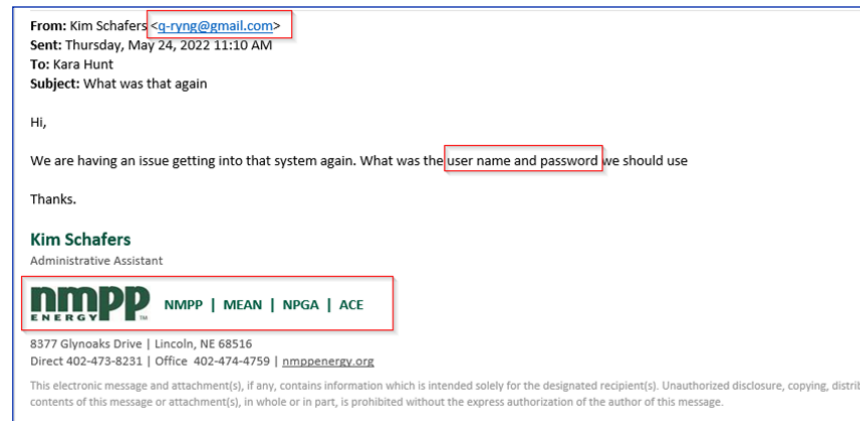 From: Kim Schafers <q-ryng@gmail.com>
Sent: Thursday, May 24, 2022 11:10 AM
To: Kara Hunt
Subject: What was that again
Hi,
We are having an issue getting into that system again. What was the user name and password we should use
Thanks.
Kim Schafers
Administrative Assistant
nmpp ENERGY ™ NMPP | MEAN | NPGA | ACE
8377 Glynoaks Drive | Lincoln, NE 68516
Direct 402-473-8231 | Office 402-474-4759 | nmppenergy.org
This electronic message and attachment(s), if any, contains information which is intended solely for the designated recipient(s). Unauthorized disclosure, copying, distrib
contents of this message or attachment(s), in whole or in part, is prohibited without the express authorization of the author of this message.